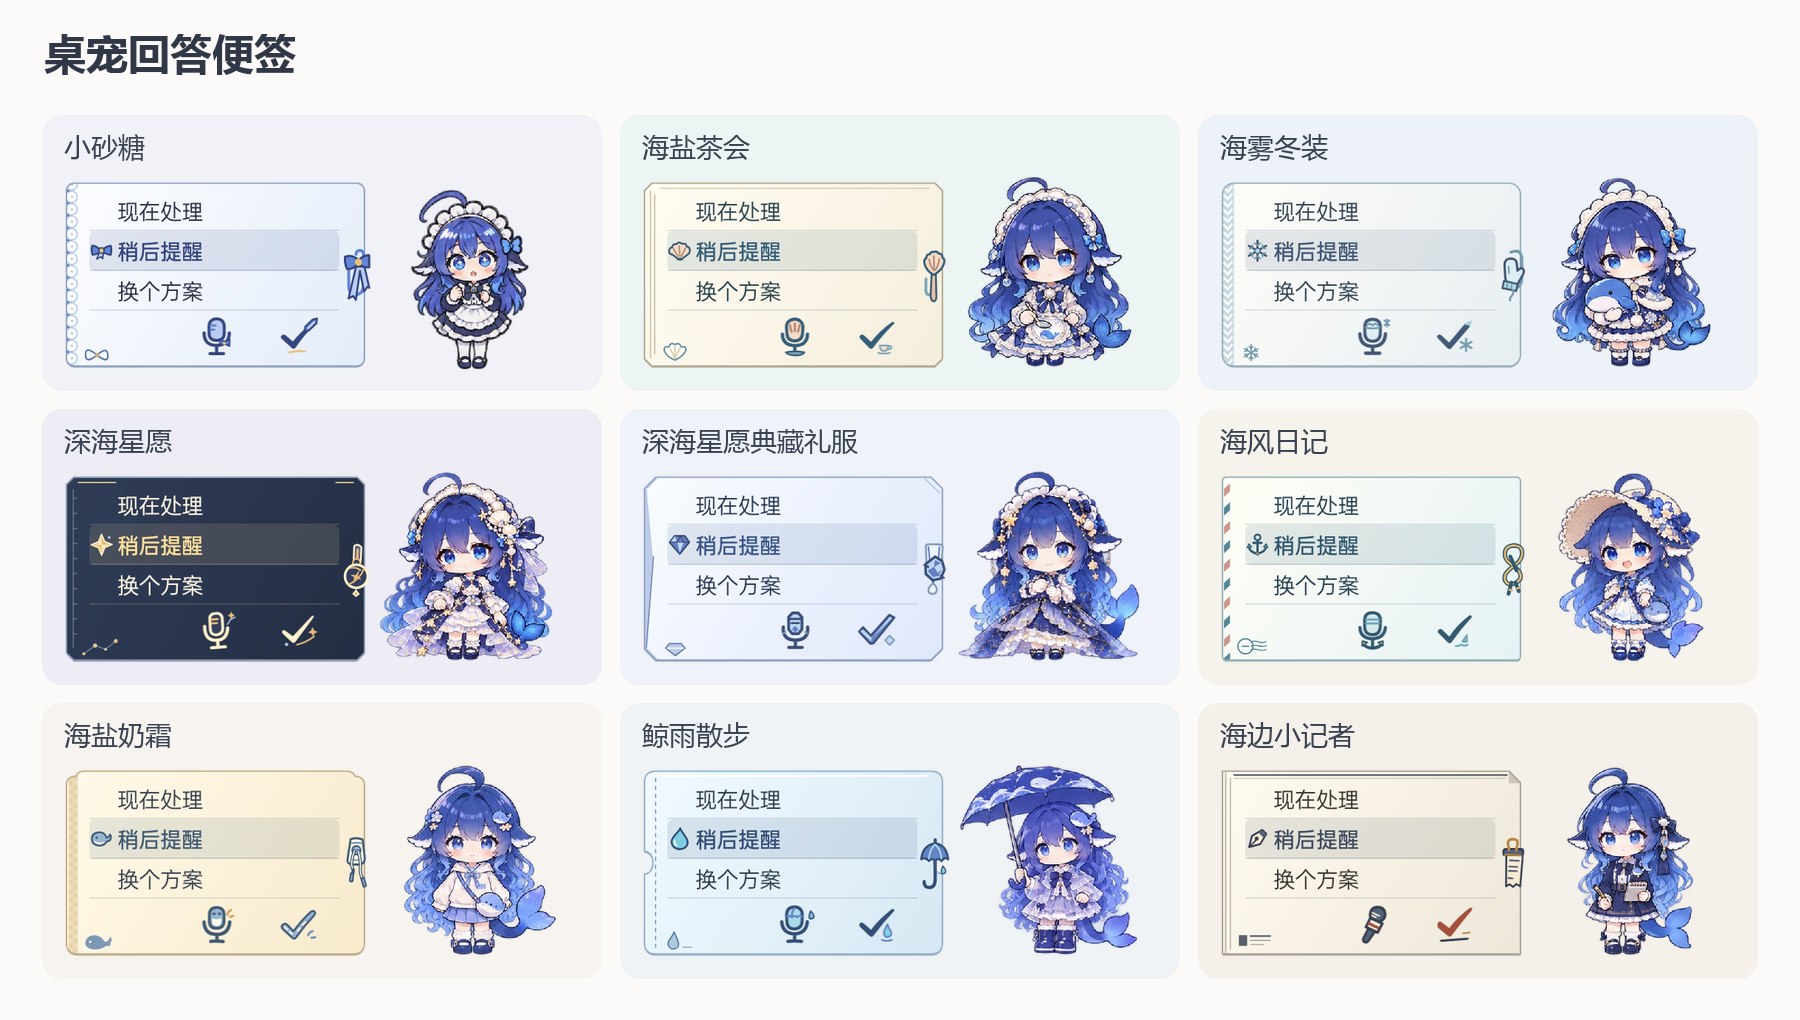 桌宠回答便签
小砂糖
现在处理
稍后提醒
换个方案
海盐茶会
现在处理
稍后提醒
换个方案
海雾冬装
现在处理
稍后提醒
换个方案
深海星愿
现在处理
稍后提醒
换个方案
深海星愿典藏礼服
现在处理
稍后提醒
换个方案
海风日记
现在处理
稍后提醒
换个方案
海盐奶霜
现在处理
稍后提醒
换个方案
鲸雨散步
现在处理
稍后提醒
换个方案
海边小记者
现在处理
稍后提醒
换个方案